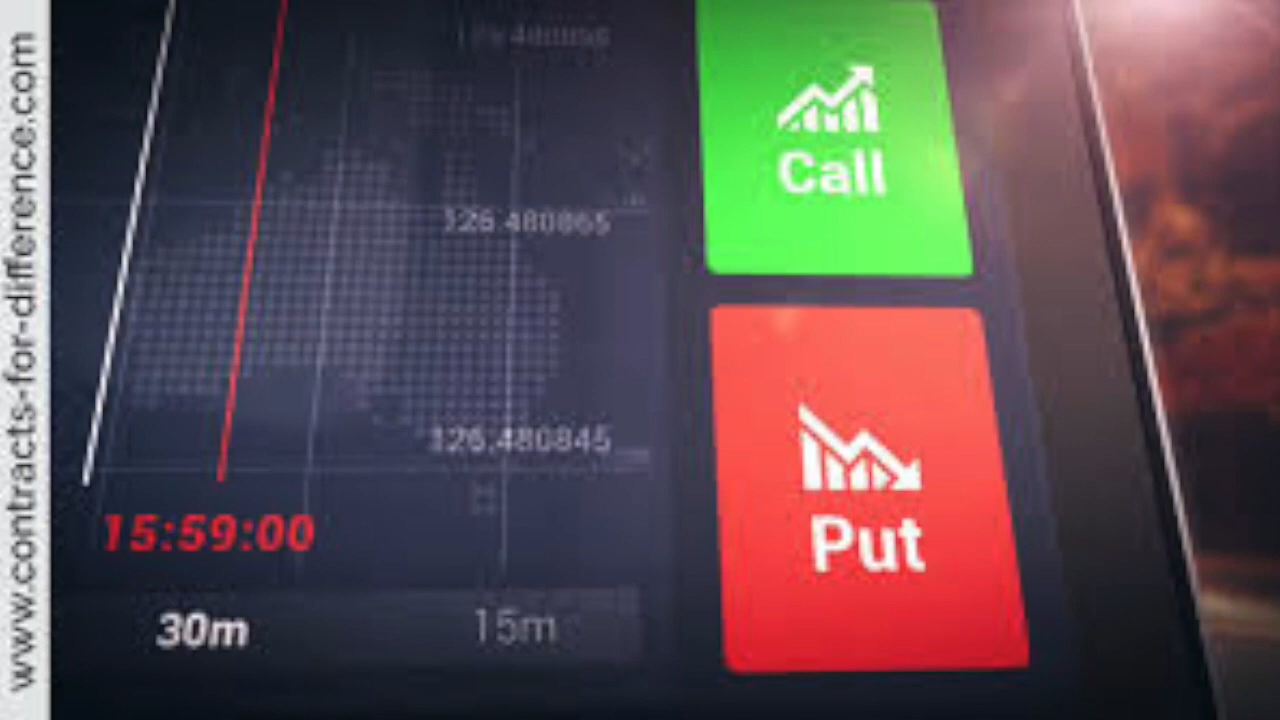 www.contracts-for-difference.com
Call
126.480865
126.480845
Put
15:59:00
30m
15m